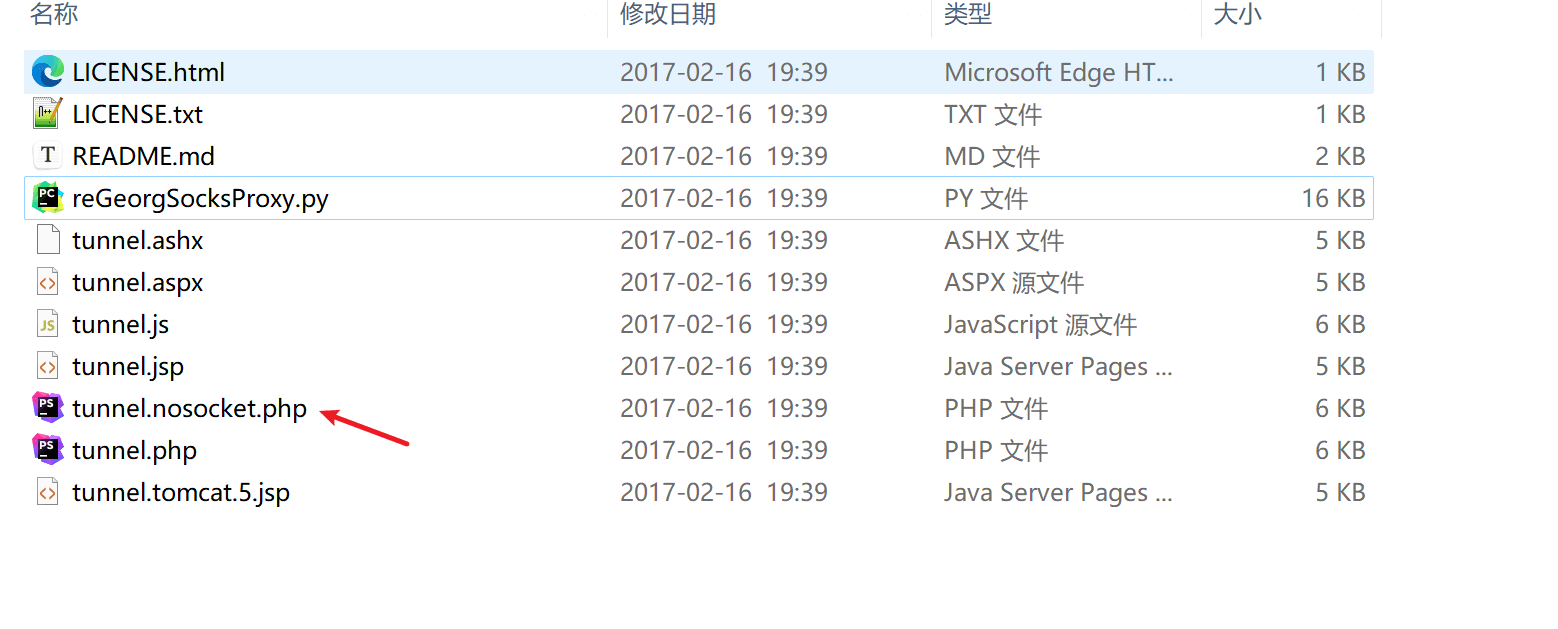 名称 修改日期 类型 大小
LICENSE.html 2017-02-16 19:39 Microsoft Edge HT... 1 KB
LICENSE.txt 2017-02-16 19:39 TXT 文件 1 KB
README.md 2017-02-16 19:39 MD 文件 2 KB
reGeorgSocksProxy.py 2017-02-16 19:39 PY 文件 16 KB
tunnel.ashx 2017-02-16 19:39 ASHX 文件 5 KB
tunnel.aspx 2017-02-16 19:39 ASPX 源文件 5 KB
tunnel.js 2017-02-16 19:39 JavaScript 源文件 6 KB
tunnel.jsp 2017-02-16 19:39 Java Server Pages ... 5 KB
tunnel.nosocket.php 2017-02-16 19:39 PHP 文件 6 KB
tunnel.php 2017-02-16 19:39 PHP 文件 6 KB
tunnel.tomcat.5.jsp 2017-02-16 19:39 Java Server Pages ... 5 KB